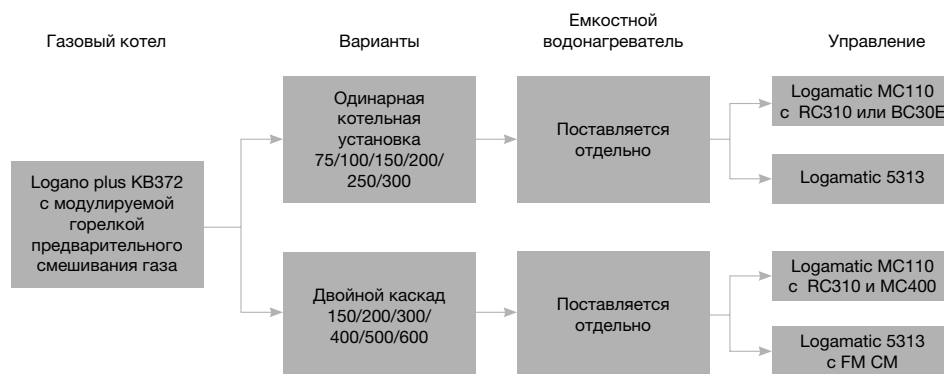 Газовый котел
Варианты
Емкостной
водонагреватель
Управление
Logano plus KB372
с модулируемой
горелкой
предварительного
смешивания газа
Одинарная
котельная
установка
75/100/150/200/
250/300
Поставляется
отдельно
Logamatic MC110
с RC310 или BC30E
Logamatic 5313
Двойной каскад
150/200/300/
400/500/600
Поставляется
отдельно
Logamatic MC110
с RC310 и MC400
Logamatic 5313
с FM CM